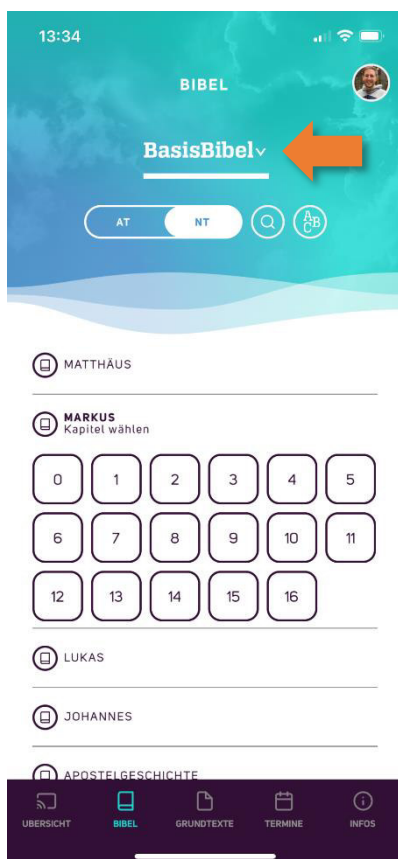 13:34
BIBEL
BasisBibel
AT NT ABC
MATTHÄUS
MARKUS
Kapitel wählen
0 1 2 3 4 5
6 7 8 9 10 11
12 13 14 15 16
LUKAS
JOHANNES
APOSTELGESCHICHTE
ÜBERSICHT BIBEL GRUNDTEXTE TERMINE INFOS